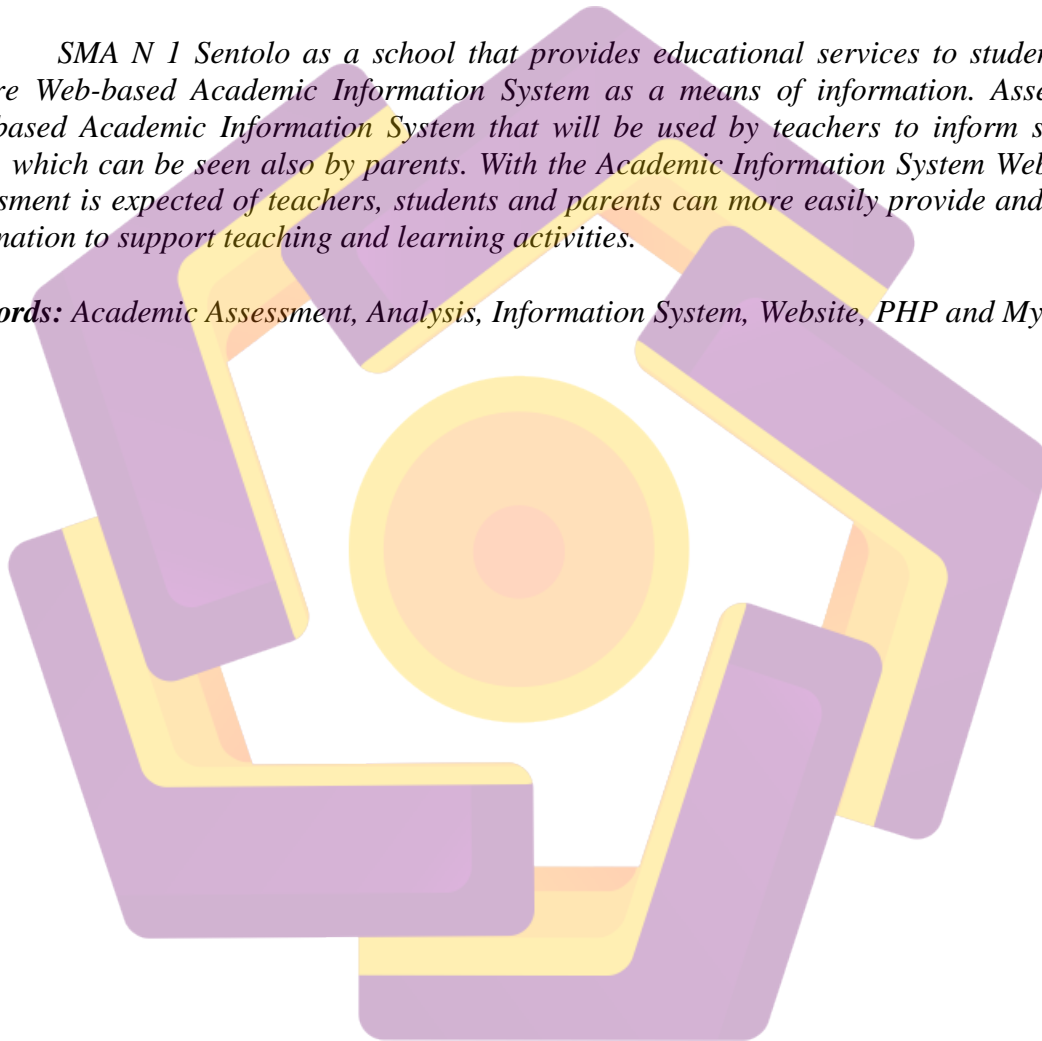 SMA N 1 Sentolo as a school that provides educational services to studen
re Web-based Academic Information System as a means of information. Asse
based Academic Information System that will be used by teachers to inform s
which can be seen also by parents. With the Academic Information System Web
sment is expected of teachers, students and parents can more easily provide and
nation to support teaching and learning activities.
ords: Academic Assessment, Analysis, Information System, Website, PHP and My